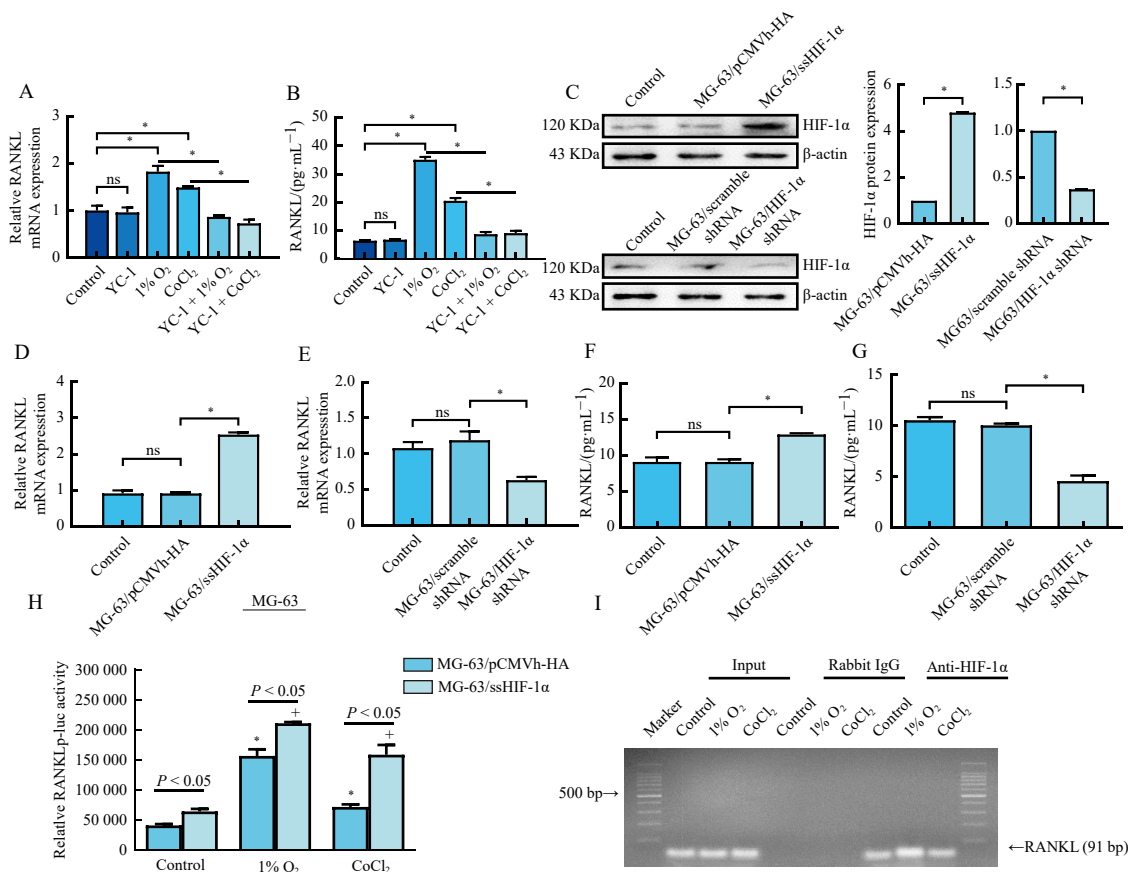 A
Relative RANKL
mRNA experssion
2
1
0
*
*
*
*
ns
Control
YC-1
1% O₂
CoCl₂
YC-1 + 1% O₂
YC-1 + CoCl₂
B
RANKL/(pg·mL⁻¹)
50
40
30
20
10
5
0
*
*
*
*
ns
Control
YC-1
1% O₂
CoCl₂
YC-1 + 1% O₂
YC-1 + CoCl₂
C
Control
MG-63/pCMVh-HA
MG-63/ssHIF-1α
120 KDa
HIF-1α
43 KDa
β-actin
MG-63/scramble
shRNA
MG-63/HIF-1α
shRNA
120 KDa
HIF-1α
43 KDa
β-actin
HIF-1α protein expression
6
4
2
0
*
MG-63/pCMVh-HA
MG-63/ssHIF-1α
1.5
1.0
0.5
0
*
MG63/scramble shRNA
MG63/HIF-1α shRNA
D
Relative RANKL
mRNA experssion
4
3
2
1
0
ns
*
Control
MG-63/pCMVh-HA
MG-63/ssHIF-1α
E
Relative RANKL
mRNA experssion
2.0
1.5
1.0
0.5
0
ns
*
Control
MG-63/scramble
shRNA
MG-63/HIF-1α
shRNA
F
RANKL/(pg·mL⁻¹)
20
15
10
5
0
ns
*
Control
MG-63/pCMVh-HA
MG-63/ssHIF-1α
G
RANKL/(pg·mL⁻¹)
15
10
5
0
ns
*
Control
MG-63/scramble
shRNA
MG-63/HIF-1α
shRNA
H
MG-63
MG-63/pCMVh-HA
MG-63/ssHIF-1α
Relative RANKLp-luc activity
300 000
250 000
200 000
150 000
100 000
50 000
0
P < 0.05
P < 0.05
P < 0.05
*
+
*
+
Control
1% O₂
CoCl₂
I
Input
Rabbit IgG
Anti-HIF-1α
Marker
Control
1% O₂
CoCl₂
Control
1% O₂
CoCl₂
Control
1% O₂
CoCl₂
500 bp→
←RANKL (91 bp)